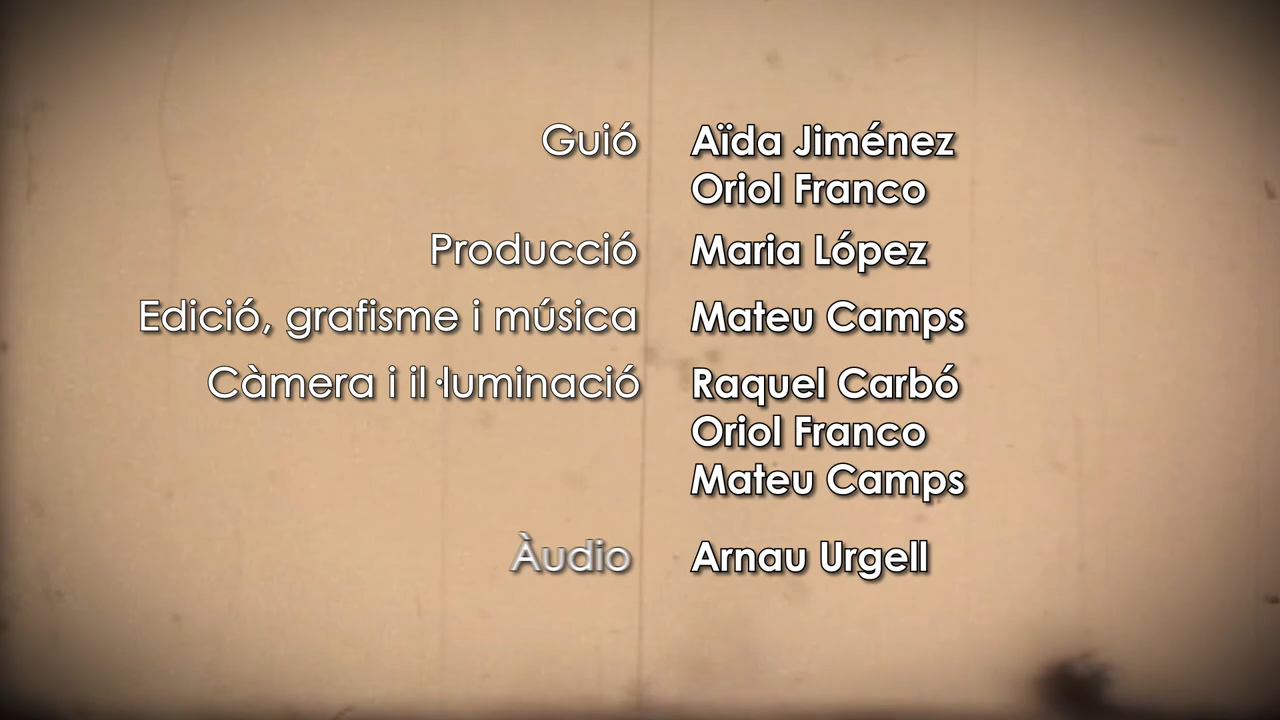 Guió Aïda Jiménez
Oriol Franco
Producció Maria López
Edició, grafisme i música Mateu Camps
Càmera i il·luminació Raquel Carbó
Oriol Franco
Mateu Camps
Àudio Arnau Urgell